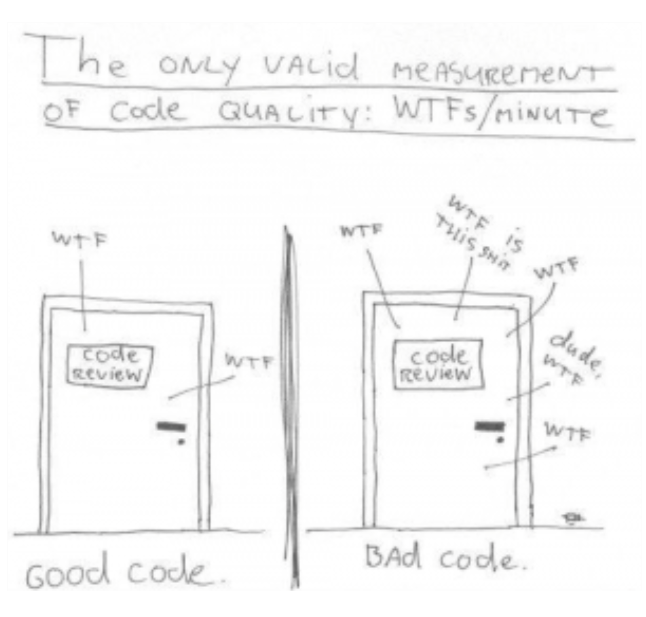 The ONLY VALid MEASUREMENT
OF Code QUALITY: WTFs/MINUTE
WTF
code
REVIEW
WTF
GOOd code.
WTF
WTF is
THIS SHIT
WTF
code
REVIEW
dude,
WTF
WTF
BAd code.